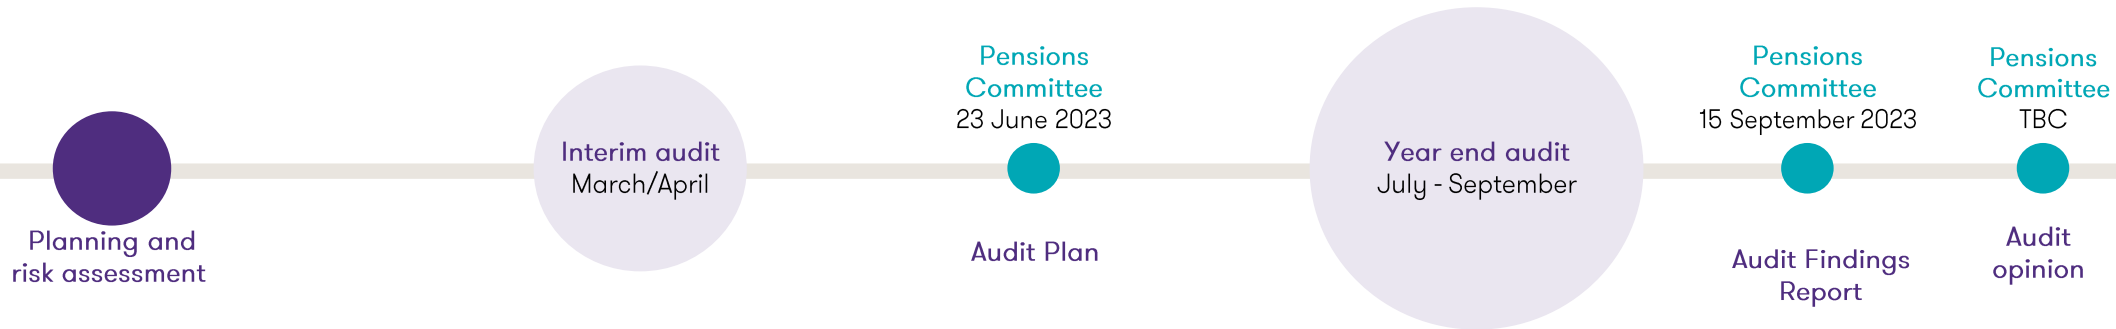 Planning and
risk assessment
Interim audit
March/April
Pensions
Committee
23 June 2023
Audit Plan
Year end audit
July - September
Pensions
Committee
15 September 2023
Audit Findings
Report
Pensions
Committee
TBC
Audit
opinion